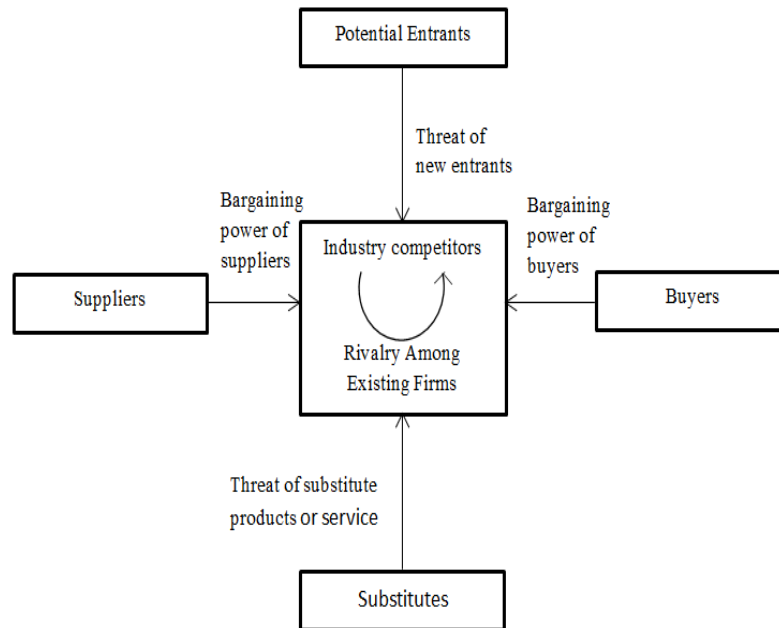 Potential Entrants
Threat of
new entrants
Bargaining
power of
suppliers
Industry competitors
Bargaining
power of
buyers
Suppliers
Buyers
Rivalry Among
Existing Firms
Threat of substitute
products or service
Substitutes